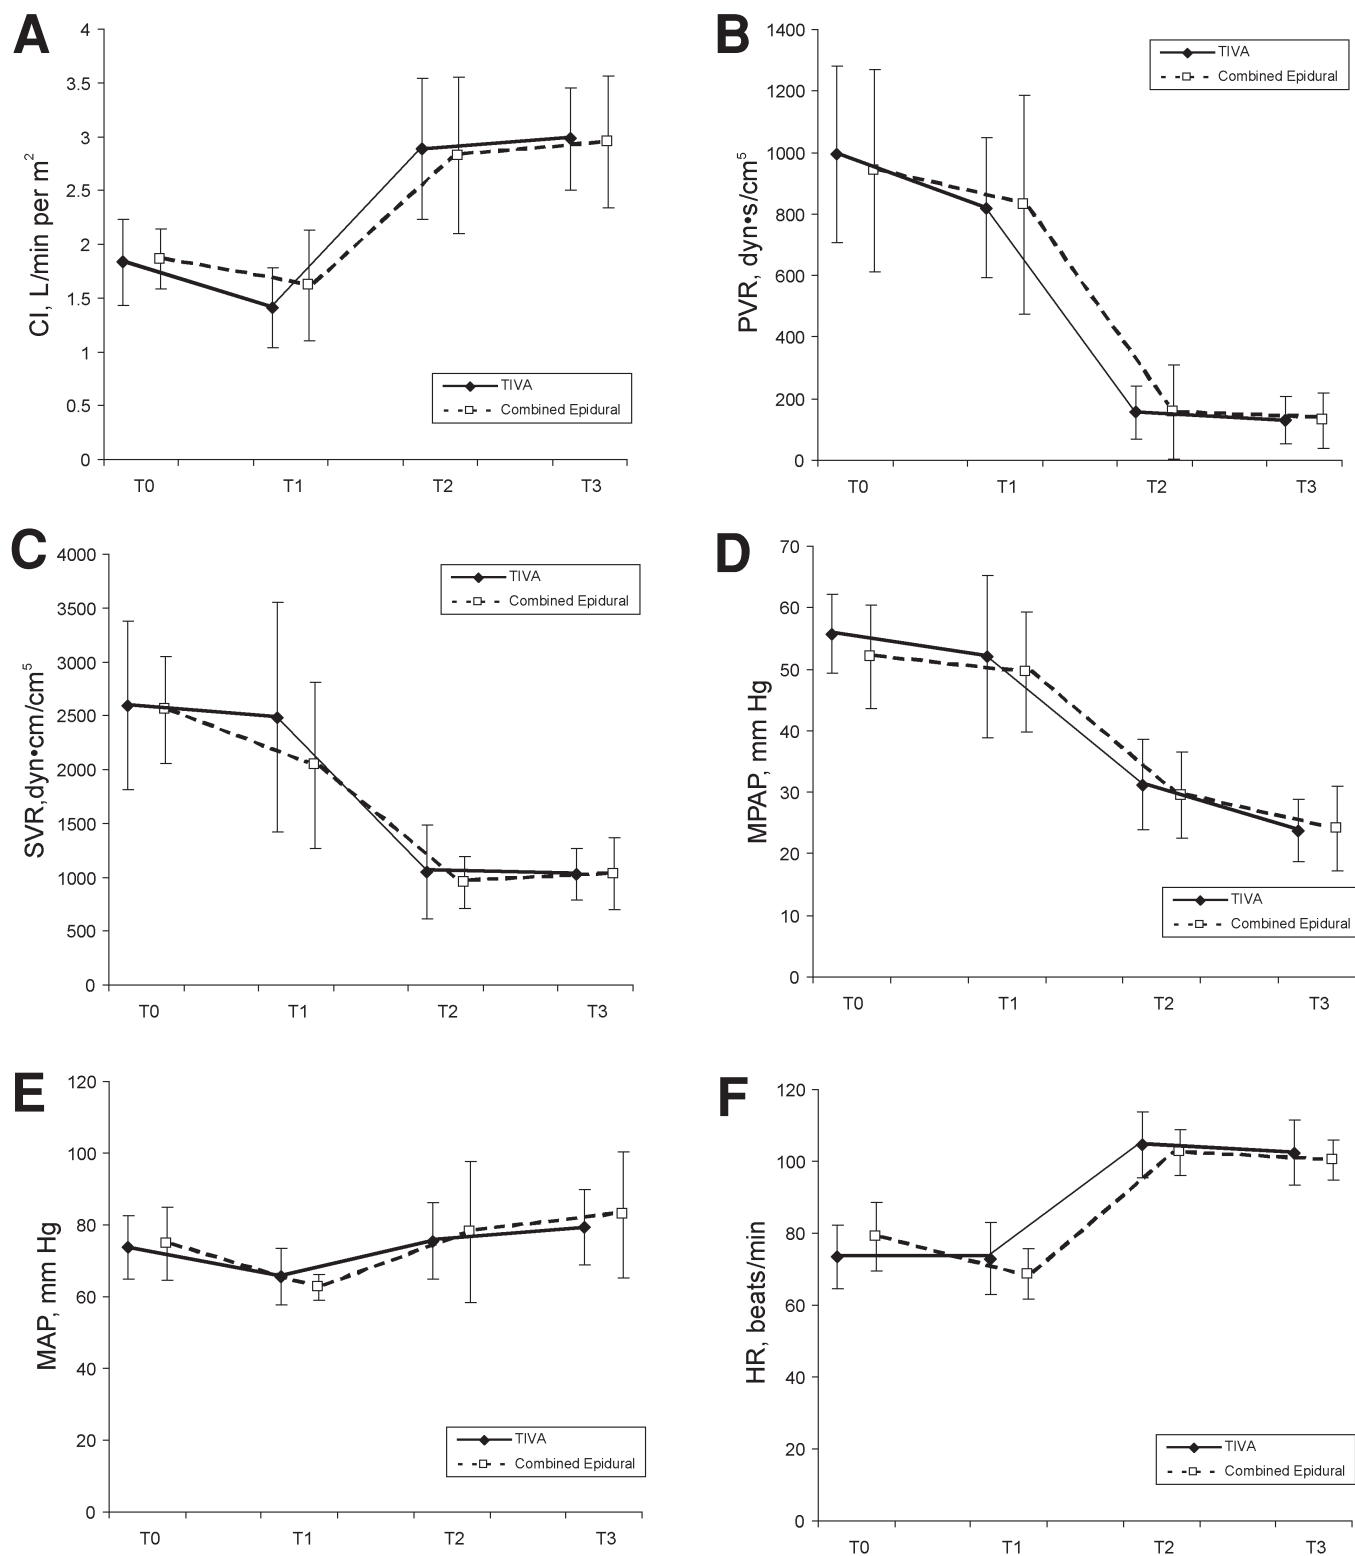 A
4
3.5
3
2.5
2
1.5
1
0.5
0
CI, L/min per m²
TIVA
Combined Epidural
T0 T1 T2 T3
B
1400
1200
1000
800
600
400
200
0
PVR, dyn•s/cm⁵
TIVA
Combined Epidural
T0 T1 T2 T3
C
4000
3500
3000
2500
2000
1500
1000
500
0
SVR,dyn•cm/cm⁵
TIVA
Combined Epidural
T0 T1 T2 T3
D
70
60
50
40
30
20
10
0
MPAP, mm Hg
TIVA
Combined Epidural
T0 T1 T2 T3
E
120
100
80
60
40
20
0
MAP, mm Hg
TIVA
Combined Epidural
T0 T1 T2 T3
F
120
100
80
60
40
20
0
HR, beats/min
TIVA
Combined Epidural
T0 T1 T2 T3